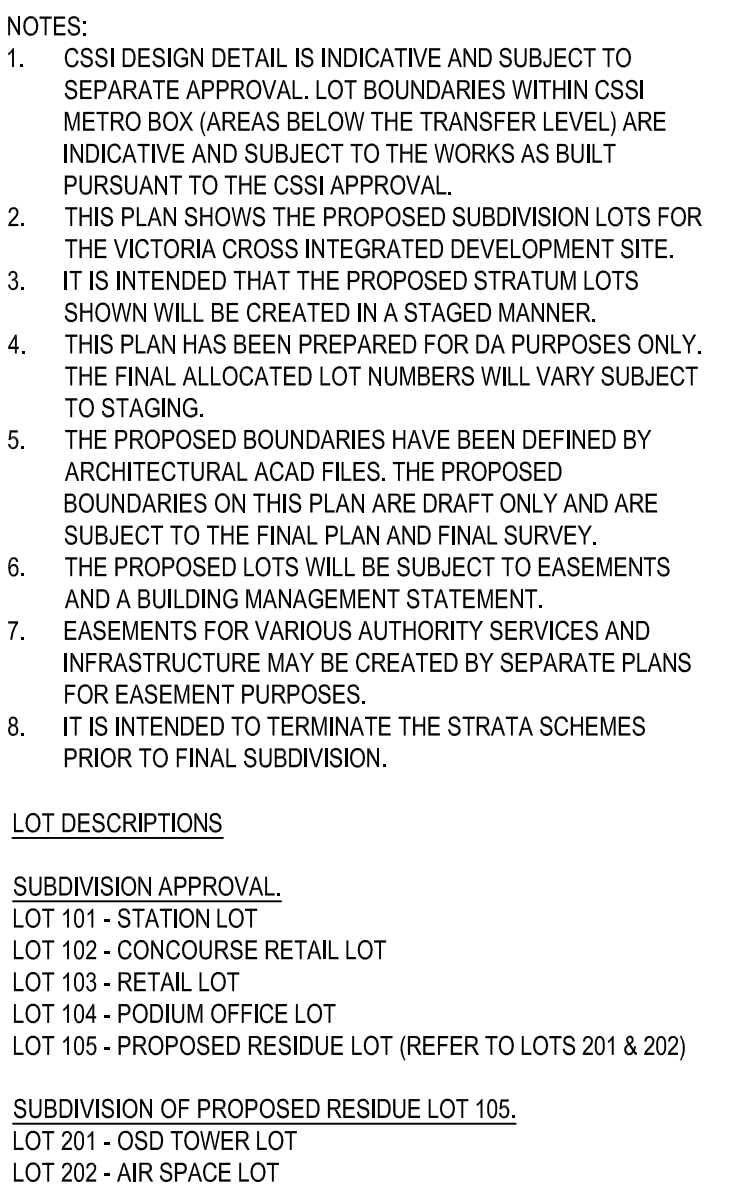 NOTES:
1. CSSI DESIGN DETAIL IS INDICATIVE AND SUBJECT TO
SEPARATE APPROVAL. LOT BOUNDARIES WITHIN CSSI
METRO BOX (AREAS BELOW THE TRANSFER LEVEL) ARE
INDICATIVE AND SUBJECT TO THE WORKS AS BUILT
PURSUANT TO THE CSSI APPROVAL.
2. THIS PLAN SHOWS THE PROPOSED SUBDIVISION LOTS FOR
THE VICTORIA CROSS INTEGRATED DEVELOPMENT SITE.
3. IT IS INTENDED THAT THE PROPOSED STRATUM LOTS
SHOWN WILL BE CREATED IN A STAGED MANNER.
4. THIS PLAN HAS BEEN PREPARED FOR DA PURPOSES ONLY.
THE FINAL ALLOCATED LOT NUMBERS WILL VARY SUBJECT
TO STAGING.
5. THE PROPOSED BOUNDARIES HAVE BEEN DEFINED BY
ARCHITECTURAL ACAD FILES. THE PROPOSED
BOUNDARIES ON THIS PLAN ARE DRAFT ONLY AND ARE
SUBJECT TO THE FINAL PLAN AND FINAL SURVEY.
6. THE PROPOSED LOTS WILL BE SUBJECT TO EASEMENTS
AND A BUILDING MANAGEMENT STATEMENT.
7. EASEMENTS FOR VARIOUS AUTHORITY SERVICES AND
INFRASTRUCTURE MAY BE CREATED BY SEPARATE PLANS
FOR EASEMENT PURPOSES.
8. IT IS INTENDED TO TERMINATE THE STRATA SCHEMES
PRIOR TO FINAL SUBDIVISION.
LOT DESCRIPTIONS
SUBDIVISION APPROVAL.
LOT 101 - STATION LOT
LOT 102 - CONCOURSE RETAIL LOT
LOT 103 - RETAIL LOT
LOT 104 - PODIUM OFFICE LOT
LOT 105 - PROPOSED RESIDUE LOT (REFER TO LOTS 201 & 202)
SUBDIVISION OF PROPOSED RESIDUE LOT 105.
LOT 201 - OSD TOWER LOT
LOT 202 - AIR SPACE LOT